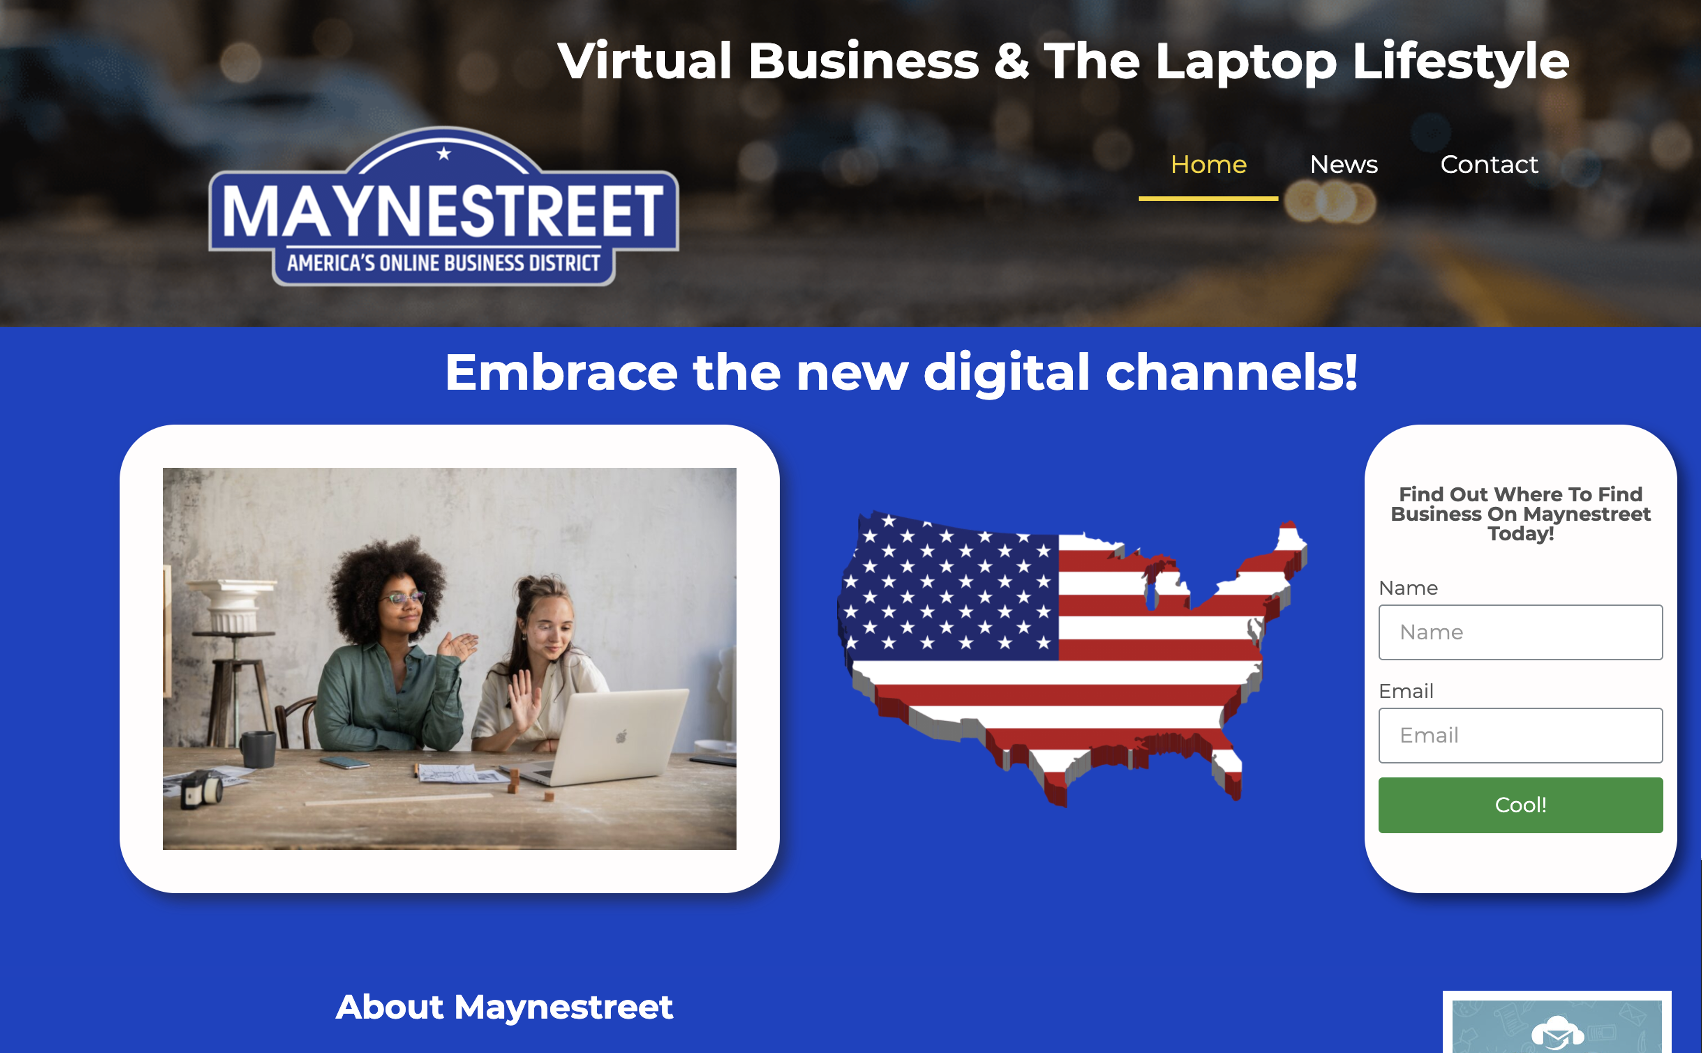 Virtual Business & The Laptop Lifestyle
MAYNESTREET
AMERICA'S ONLINE BUSINESS DISTRICT
Home
News
Contact
Embrace the new digital channels!
Find Out Where To Find
Business On Maynestreet
Today!
Name
Name
Email
Email
Cool!
About Maynestreet